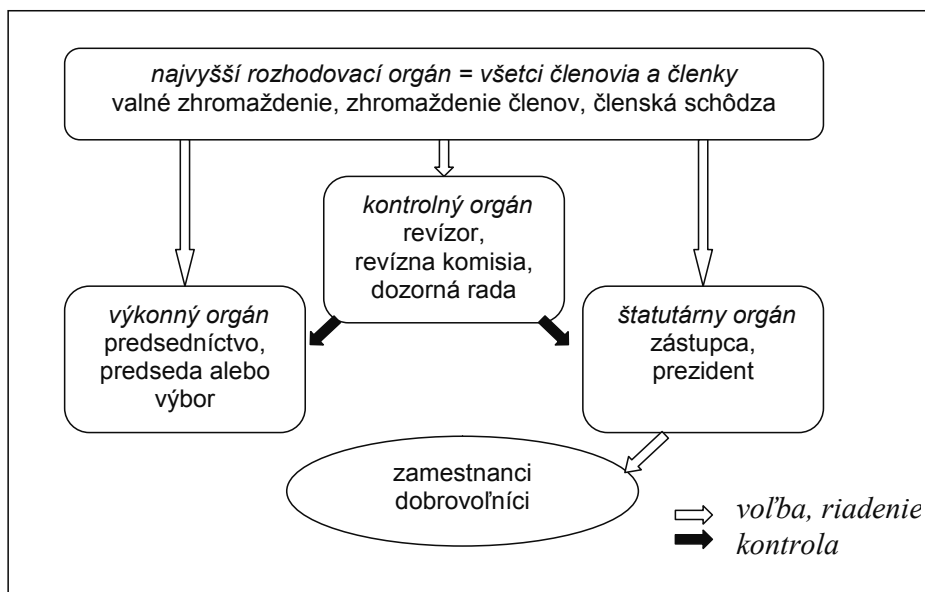 najvyšší rozhodovací orgán = všetci členovia a členky
valné zhromaždenie, zhromaždenie členov, členská schôdza
kontrolný orgán
revízor,
revízna komisia,
dozorná rada
výkonný orgán
predsedníctvo,
predseda alebo
výbor
štatutárny orgán
zástupca,
prezident
zamestnanci
dobrovoľníci
voľba, riadenie
kontrola